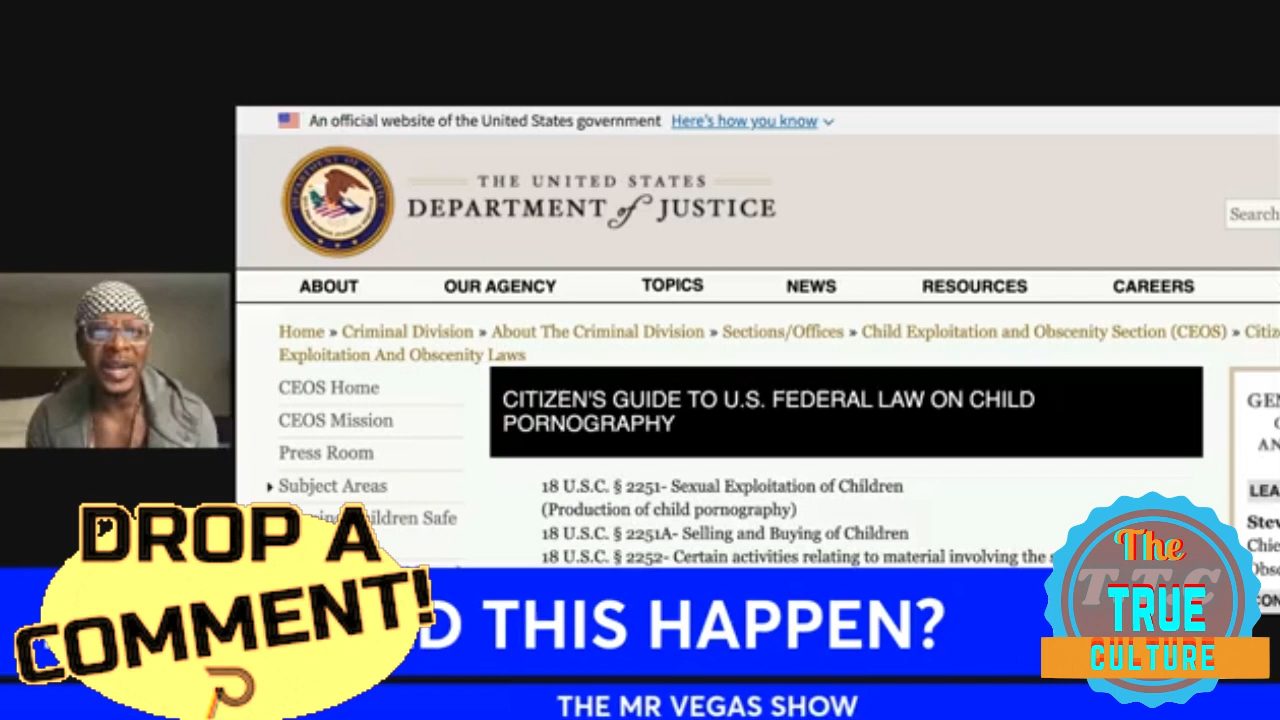 An official website of the United States government Here's how you know
THE UNITED STATES
DEPARTMENT of JUSTICE
Search
ABOUT OUR AGENCY TOPICS NEWS RESOURCES CAREERS
Home » Criminal Division » About The Criminal Division » Sections/Offices » Child Exploitation and Obscenity Section (CEOS) »
Exploitation And Obscenity Laws
CEOS Home
CEOS Mission
Press Room
Subject Areas
Children Safe
CITIZEN'S GUIDE TO U.S. FEDERAL LAW ON CHILD
PORNOGRAPHY
18 U.S.C. § 2251- Sexual Exploitation of Children
(Production of child pornography)
18 U.S.C. § 2251A- Selling and Buying of Children
18 U.S.C. § 2252- Certain activities relating to material involving the
DROP A
COMMENT!
THIS HAPPEN?
THE MR VEGAS SHOW
The
TTC
TRUE
CULTURE